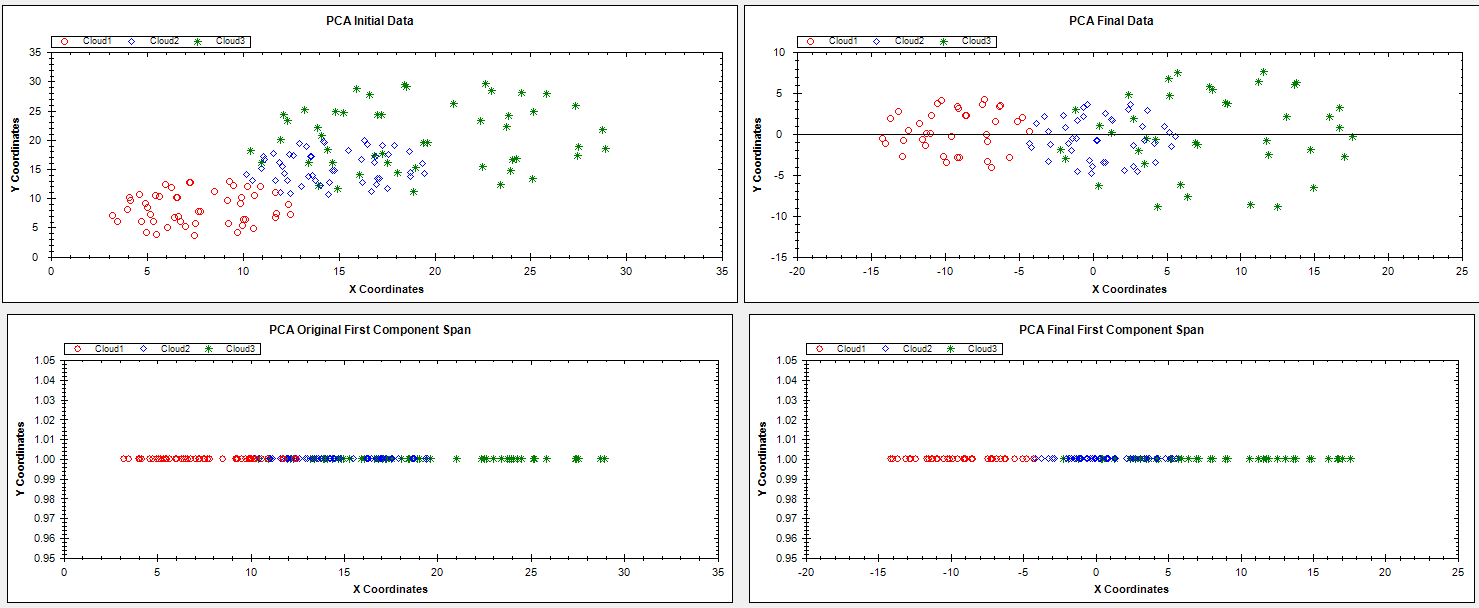 PCA Initial Data
Cloud1 Cloud2 Cloud3
35
30
25
20
15
10
5
0
Y Coordinates
0 5 10 15 20 25 30 35
X Coordinates
PCA Final Data
Cloud1 Cloud2 Cloud3
10
5
0
-5
-10
-15
Y Coordinates
-20 -15 -10 -5 0 5 10 15 20 25
X Coordinates
PCA Original First Component Span
Cloud1 Cloud2 Cloud3
1.05
1.04
1.03
1.02
1.01
1.00
0.99
0.98
0.97
0.96
0.95
Y Coordinates
0 5 10 15 20 25 30 35
X Coordinates
PCA Final First Component Span
Cloud1 Cloud2 Cloud3
1.05
1.04
1.03
1.02
1.01
1.00
0.99
0.98
0.97
0.96
0.95
Y Coordinates
-20 -15 -10 -5 0 5 10 15 20 25
X Coordinates